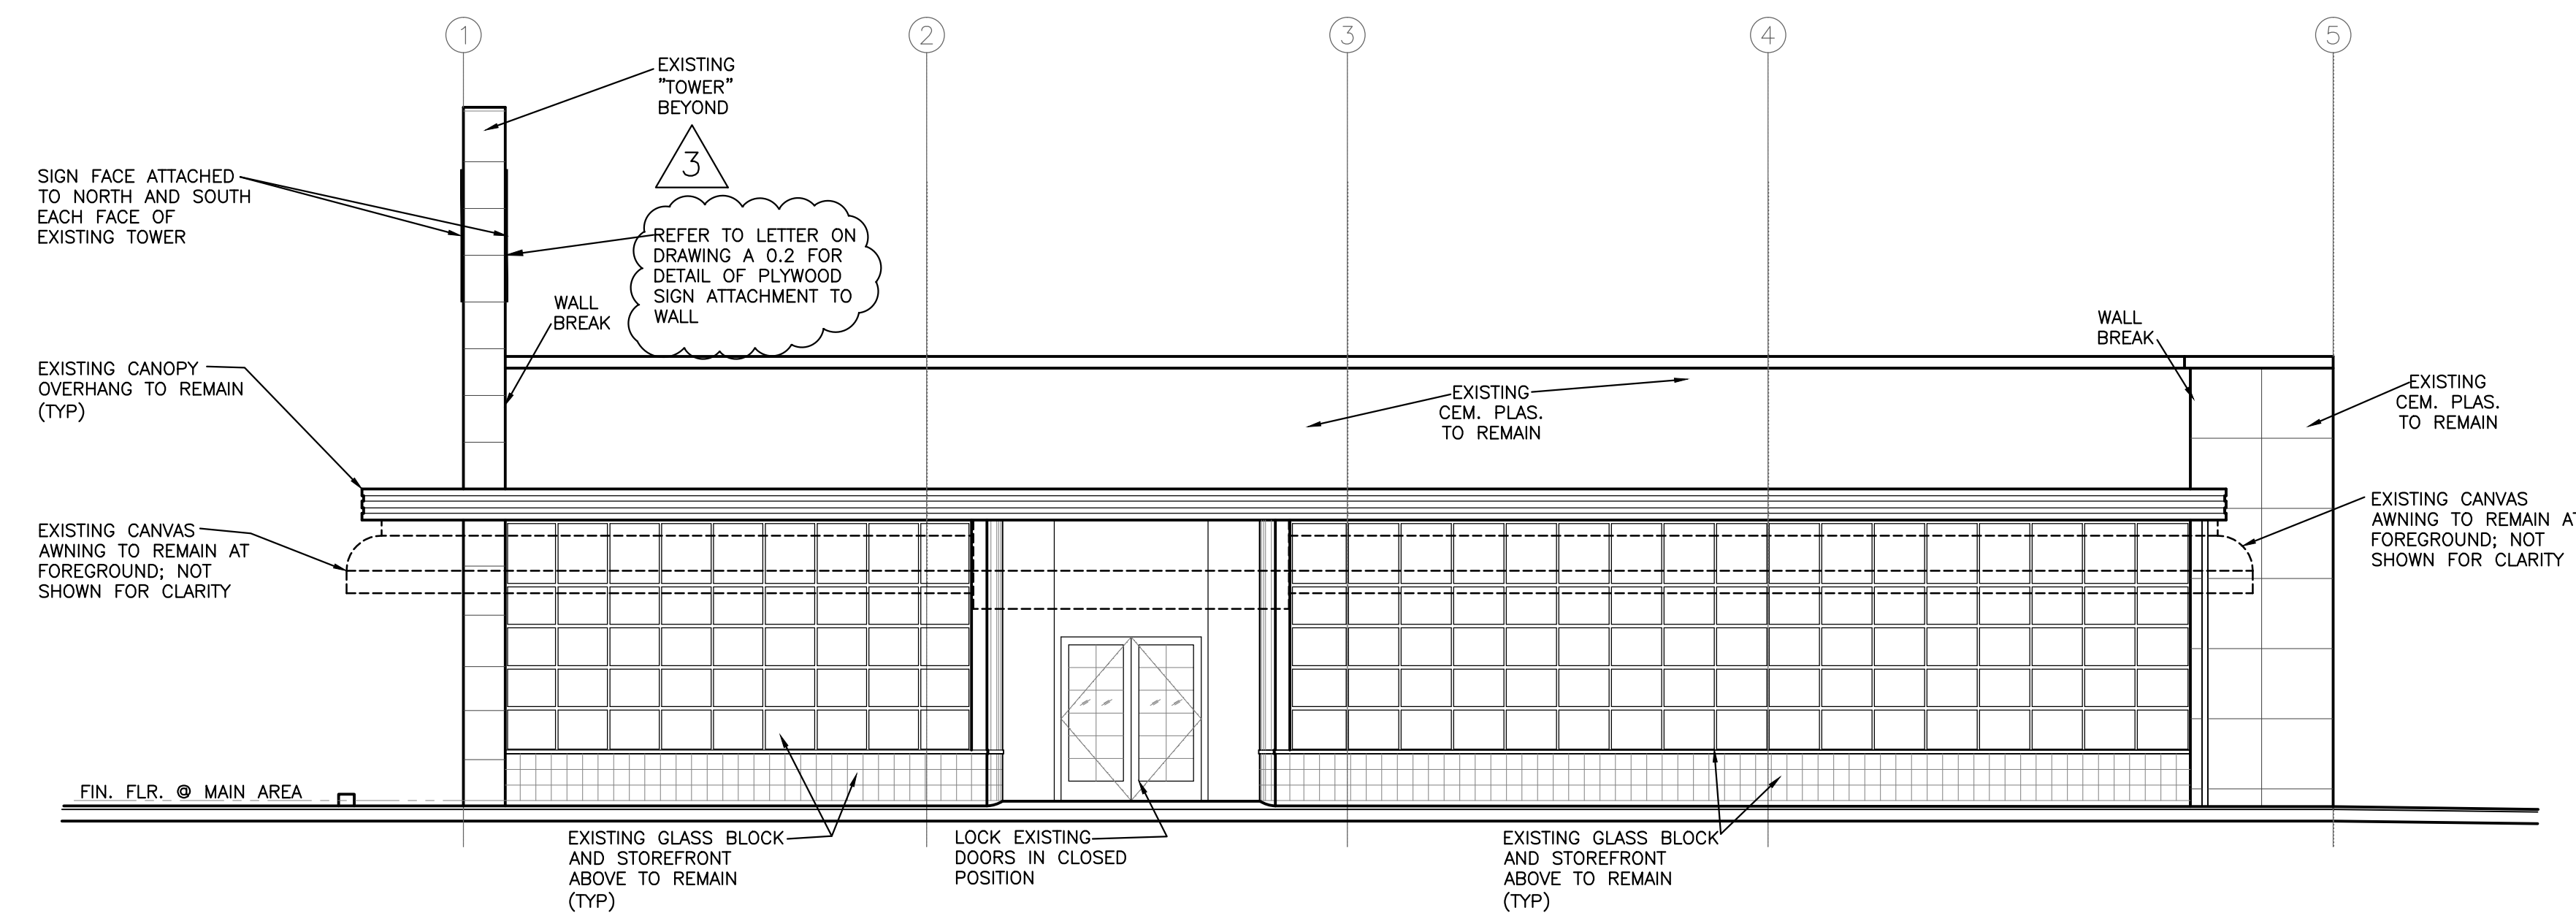 1
2
3
4
5
EXISTING
"TOWER"
BEYOND
3
SIGN FACE ATTACHED
TO NORTH AND SOUTH
EACH FACE OF
EXISTING TOWER
REFER TO LETTER ON
DRAWING A 0.2 FOR
DETAIL OF PLYWOOD
SIGN ATTACHMENT TO
WALL
WALL
BREAK
WALL
BREAK
EXISTING CANOPY
OVERHANG TO REMAIN
(TYP)
EXISTING
CEM. PLAS.
TO REMAIN
EXISTING
CEM. PLAS.
TO REMAIN
EXISTING CANVAS
AWNING TO REMAIN AT
FOREGROUND; NOT
SHOWN FOR CLARITY
EXISTING CANVAS
AWNING TO REMAIN AT
FOREGROUND; NOT
SHOWN FOR CLARITY
FIN. FLR. @ MAIN AREA
EXISTING GLASS BLOCK
AND STOREFRONT
ABOVE TO REMAIN
(TYP)
LOCK EXISTING
DOORS IN CLOSED
POSITION
EXISTING GLASS BLOCK
AND STOREFRONT
ABOVE TO REMAIN
(TYP)